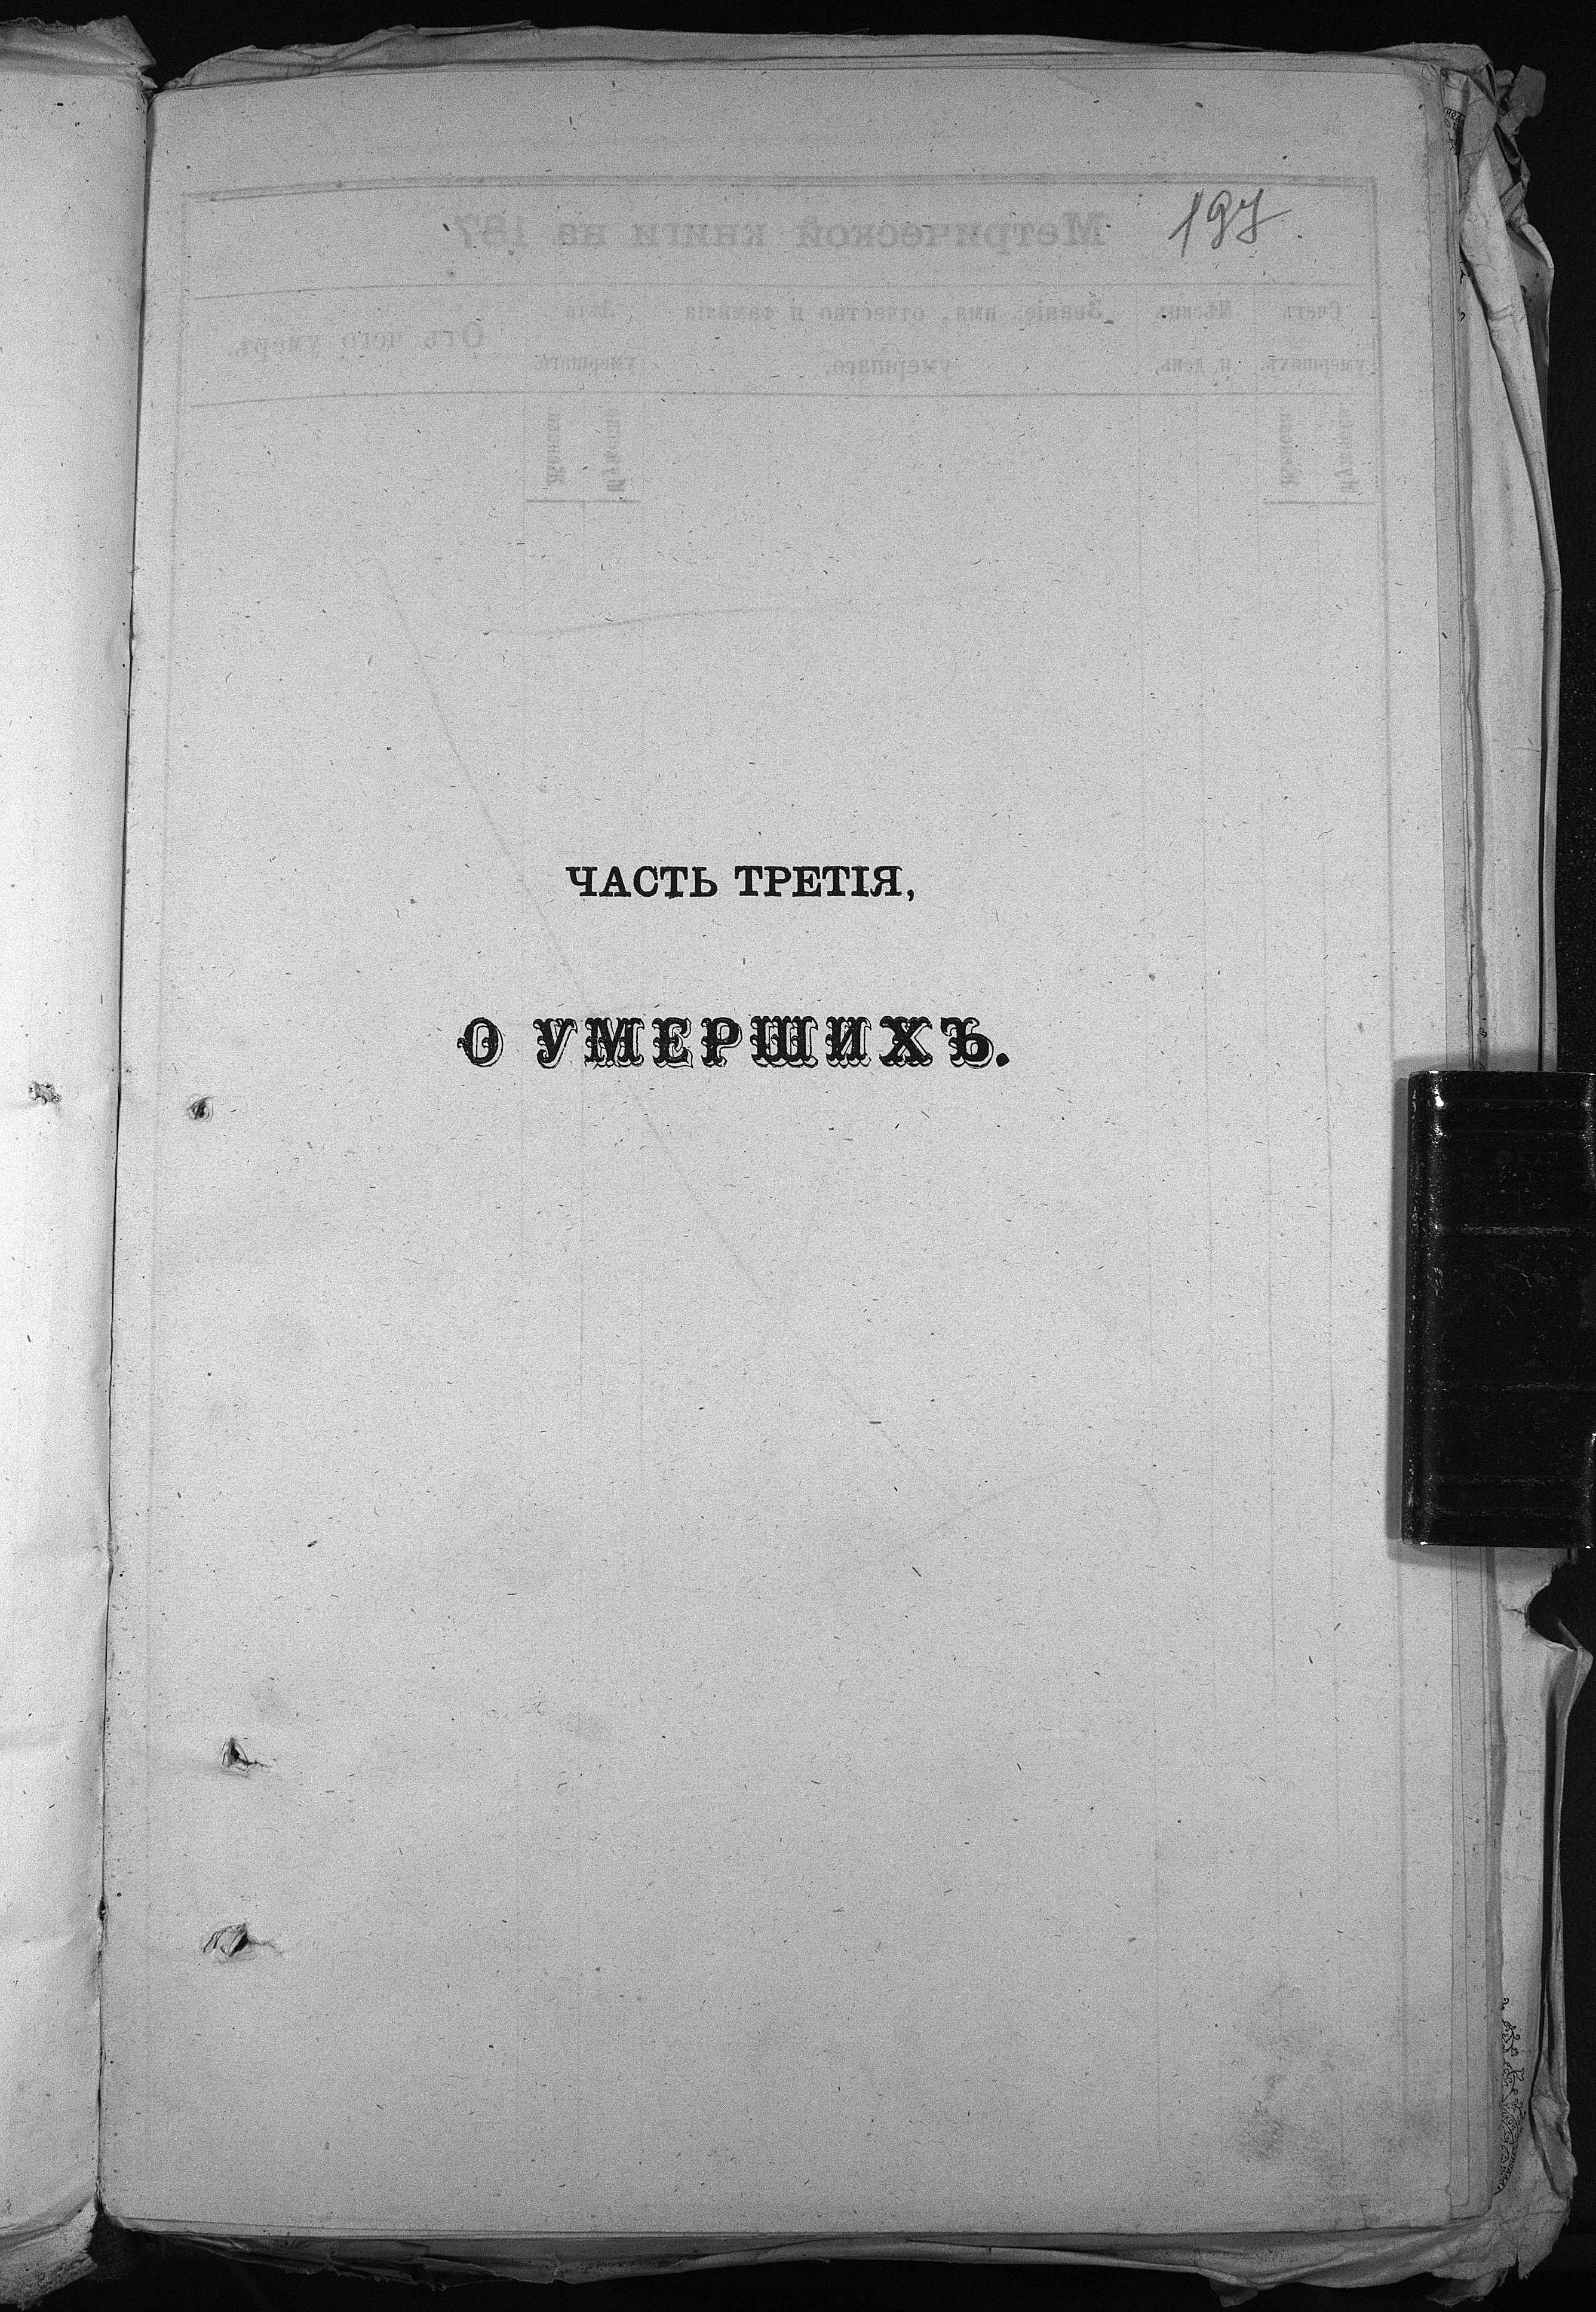 197
Метрической книги на 187
Счетъ умершихъ.
Мѣсяцъ и день.
Званіе, имя, отчество и фамилія умершаго.
Лѣта умершаго.
Отъ чего умеръ.
ЧАСТЬ ТРЕТІЯ,
О УМЕРШИХЪ.